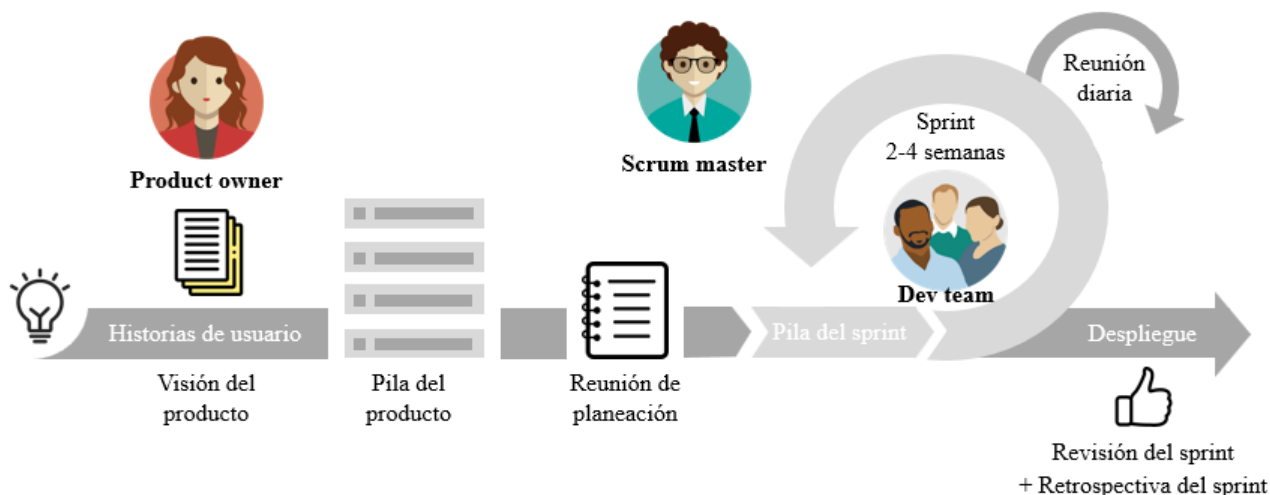 Product owner
Historias de usuario
Visión del
producto
Pila del
producto
Reunión de
planeación
Scrum master
Pila del sprint
Sprint
2-4 semanas
Dev team
Reunión
diaria
Despliegue
Revisión del sprint
+ Retrospectiva del sprint